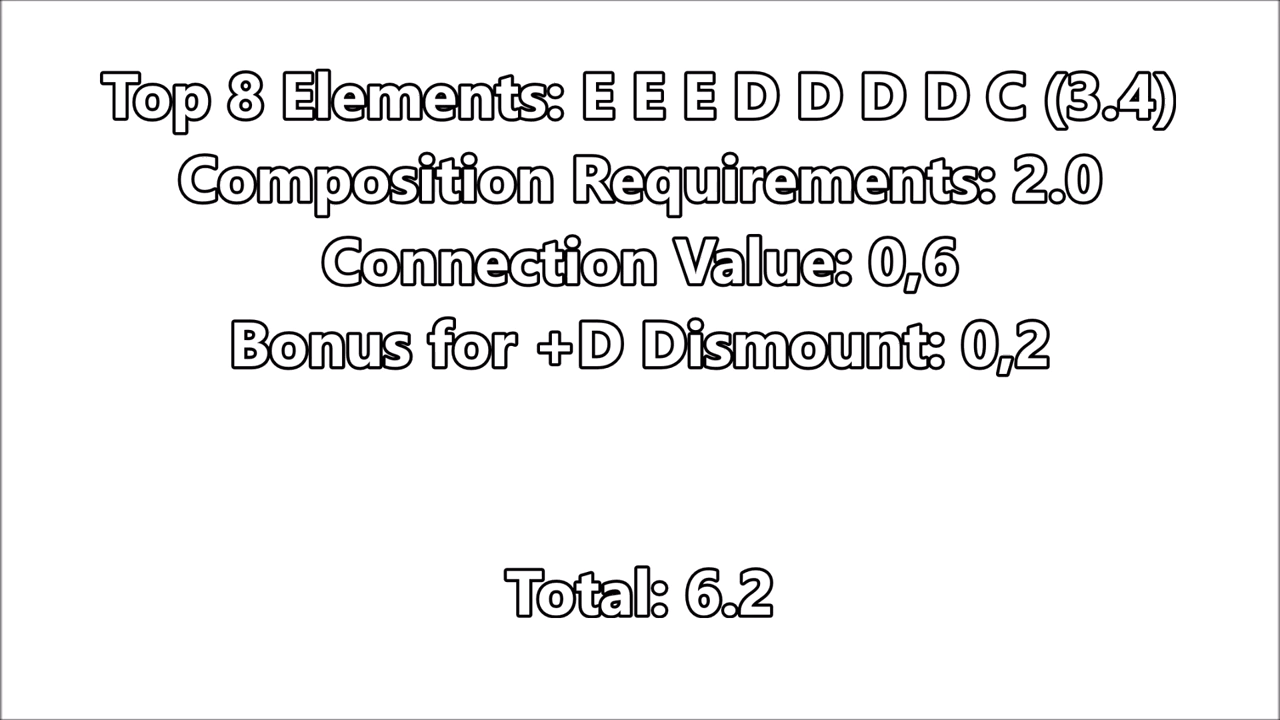 Top 8 Elements: E E E D D D D C (3.4)
Composition Requirements: 2.0
Connection Value: 0,6
Bonus for +D Dismount: 0,2
Total: 6.2